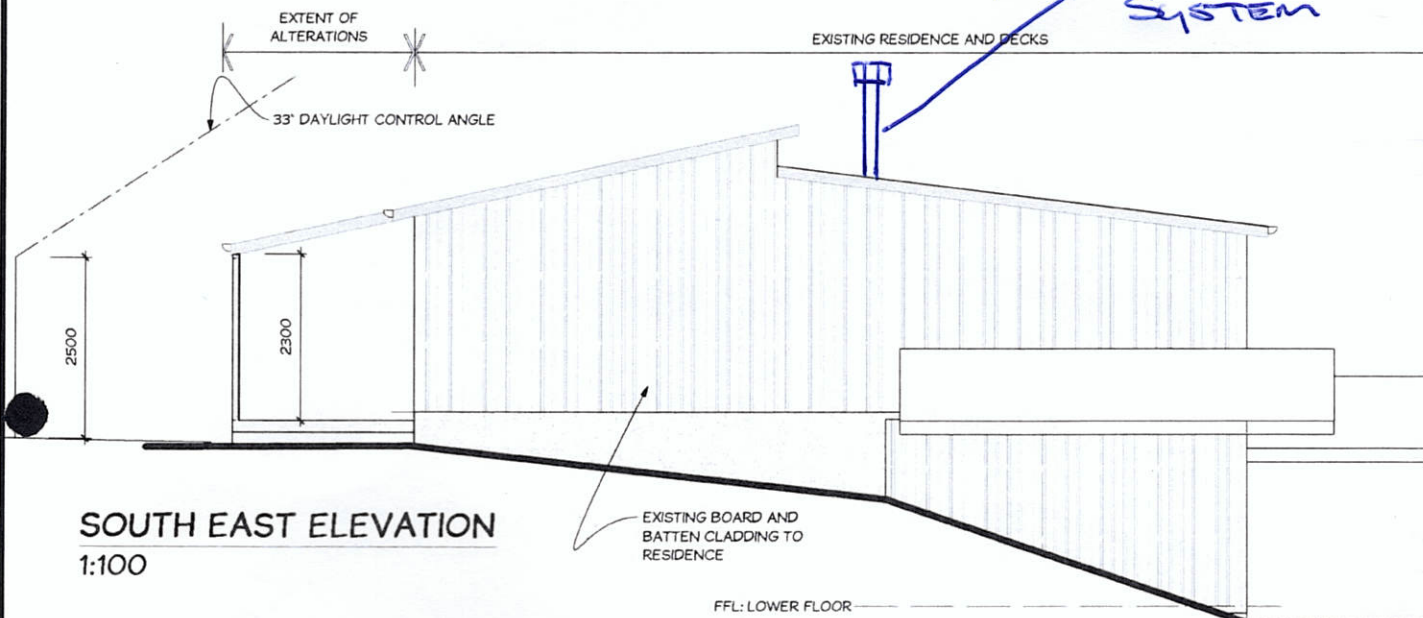 SYSTEM
EXTENT OF
ALTERATIONS
EXISTING RESIDENCE AND DECKS
33° DAYLIGHT CONTROL ANGLE
2500
2300
SOUTH EAST ELEVATION
1:100
EXISTING BOARD AND
BATTEN CLADDING TO
RESIDENCE
FFL: LOWER FLOOR